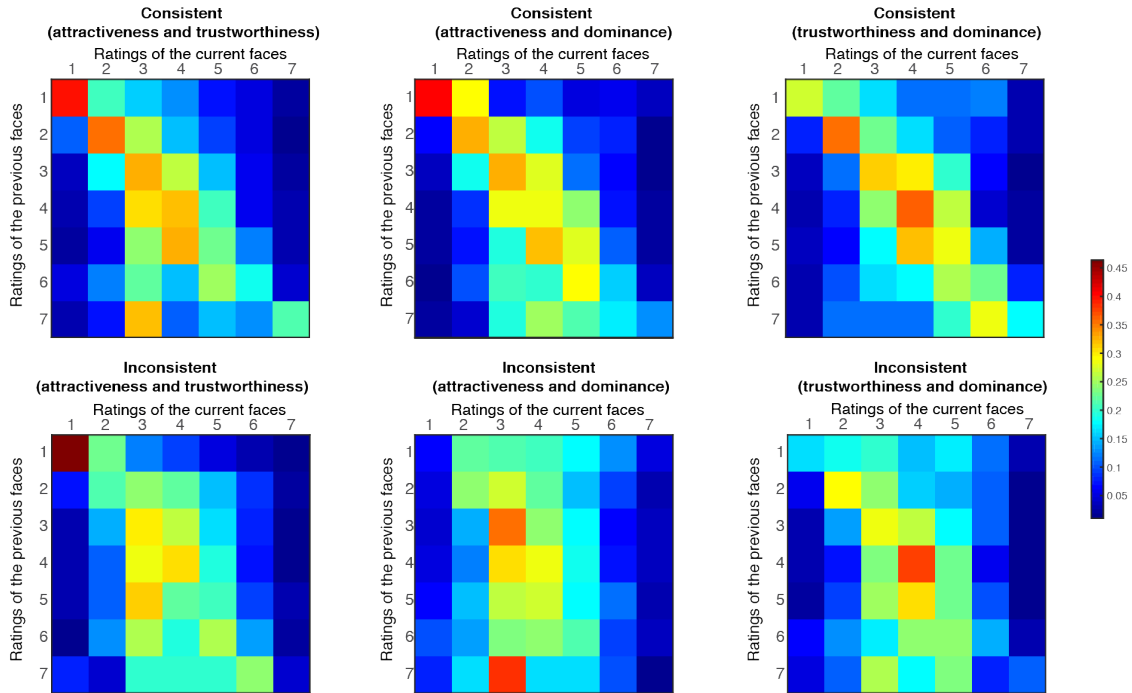 Consistent
(attractiveness and trustworthiness)
Ratings of the current faces
1 2 3 4 5 6 7
Ratings of the previous faces
1
2
3
4
5
6
7
Consistent
(attractiveness and dominance)
Ratings of the current faces
1 2 3 4 5 6 7
Ratings of the previous faces
1
2
3
4
5
6
7
Consistent
(trustworthiness and dominance)
Ratings of the current faces
1 2 3 4 5 6 7
Ratings of the previous faces
1
2
3
4
5
6
7
0.45
0.4
0.35
0.3
0.25
0.2
0.15
0.1
0.05
Inconsistent
(attractiveness and trustworthiness)
Ratings of the current faces
1 2 3 4 5 6 7
Ratings of the previous faces
1
2
3
4
5
6
7
Inconsistent
(attractiveness and dominance)
Ratings of the current faces
1 2 3 4 5 6 7
Ratings of the previous faces
1
2
3
4
5
6
7
Inconsistent
(trustworthiness and dominance)
Ratings of the current faces
1 2 3 4 5 6 7
Ratings of the previous faces
1
2
3
4
5
6
7